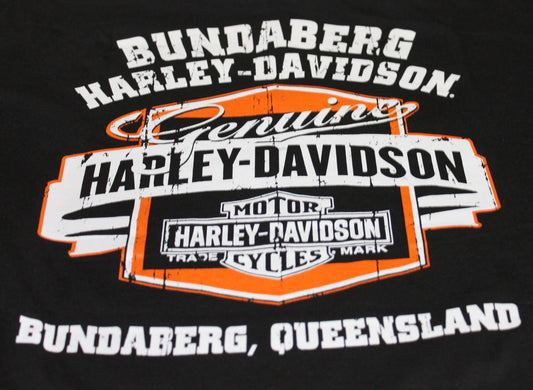 BUNDABERG
HARLEY-DAVIDSON.
Genuine
HARLEY-DAVIDSON
MOTOR
HARLEY-DAVIDSON
TRADE CYCLES MARK
BUNDABERG, QUEENSLAND